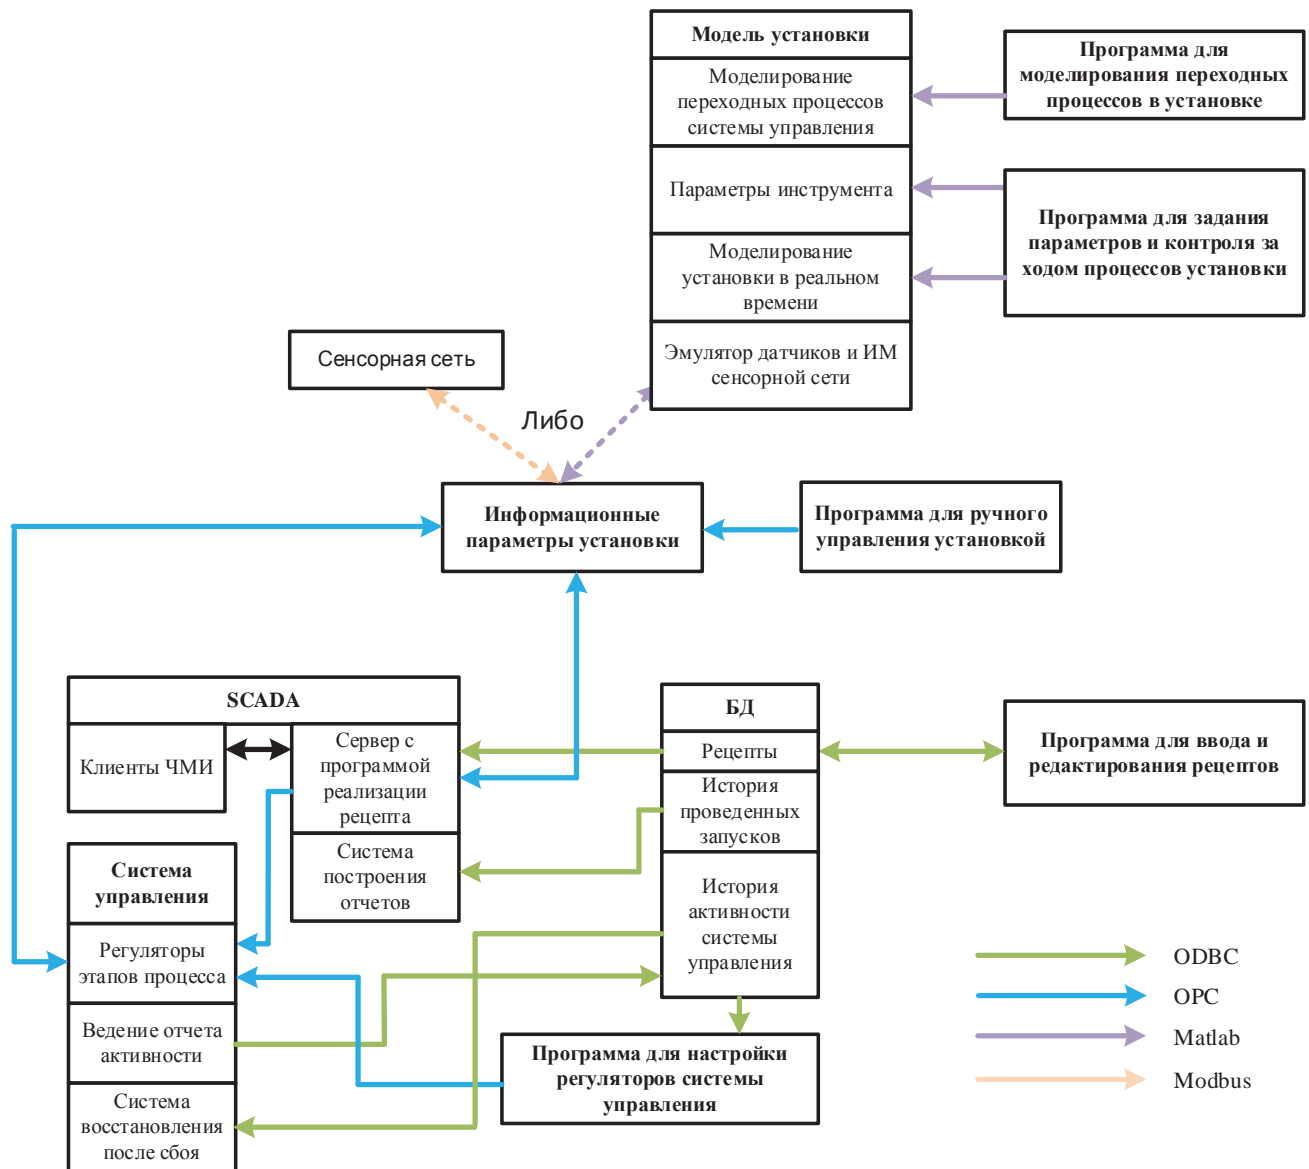 Модель установки
Моделирование
переходных процессов
системы управления
Параметры инструмента
Моделирование
установки в реальном
времени
Эмулятор датчиков и ИМ
сенсорной сети
Программа для
моделирования переходных
процессов в установке
Программа для задания
параметров и контроля за
ходом процессов установки
Сенсорная сеть
Либо
Информационные
параметры установки
Программа для ручного
управления установкой
SCADA
Клиенты ЧМИ
Сервер с
программой
реализации
рецепта
Система
построения
отчетов
БД
Рецепты
История
проведенных
запусков
История
активности
системы
управления
Программа для ввода и
редактирования рецептов
Система
управления
Регуляторы
этапов процесса
Ведение отчета
активности
Система
восстановления
после сбоя
Программа для настройки
регуляторов системы
управления
ODBC
OPC
Matlab
Modbus